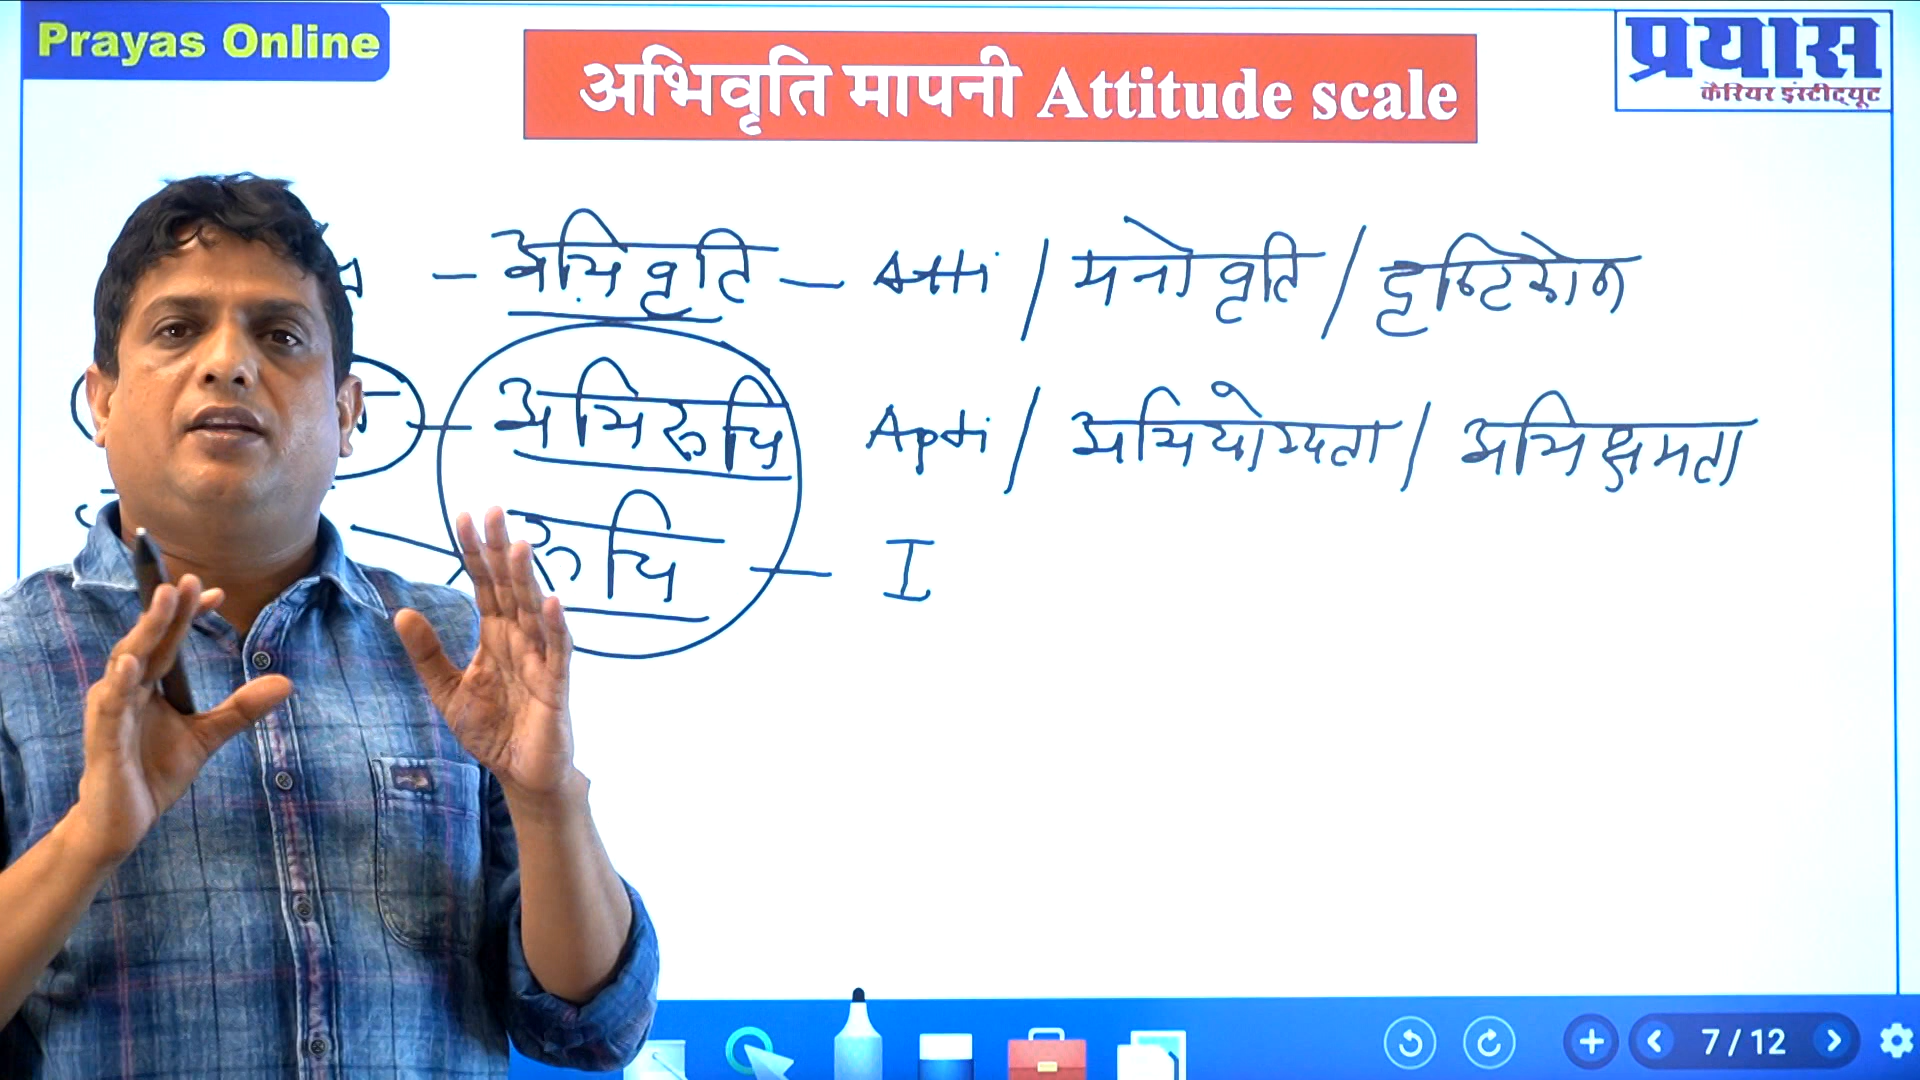 Prayas Online
अभिवृति मापनी Attitude scale
प्रयास
कैरियर इंस्टीट्यूट
— अभिवृति — Atti / मनोवृति / दृष्टिकोन
— अभिरुचि Apti / अभियोग्यता / अभिक्षमता
रुचि — I
7 / 12